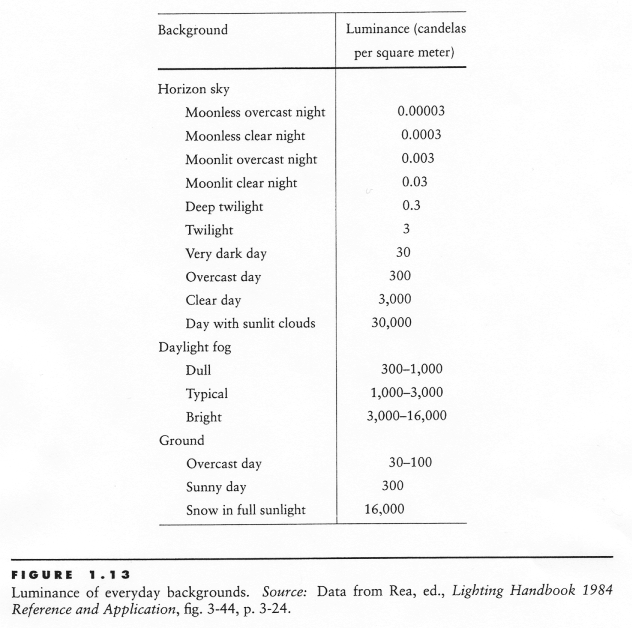 Background Luminance (candelas
per square meter)
Horizon sky
Moonless overcast night 0.00003
Moonless clear night 0.0003
Moonlit overcast night 0.003
Moonlit clear night 0.03
Deep twilight 0.3
Twilight 3
Very dark day 30
Overcast day 300
Clear day 3,000
Day with sunlit clouds 30,000
Daylight fog
Dull 300–1,000
Typical 1,000–3,000
Bright 3,000–16,000
Ground
Overcast day 30–100
Sunny day 300
Snow in full sunlight 16,000
FIGURE 1.13
Luminance of everyday backgrounds. Source: Data from Rea, ed., Lighting Handbook 1984
Reference and Application, fig. 3-44, p. 3-24.